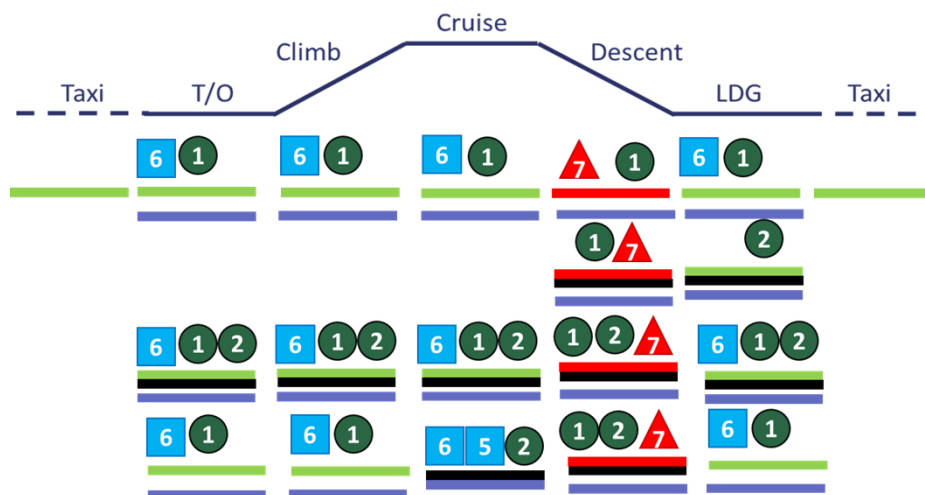 Cruise
Climb Descent
Taxi T/O LDG Taxi
6 1 6 1 6 1 7 1 6 1
1 7 2
6 1 2 6 1 2 6 1 2 1 2 7 6 1 2
6 1 6 1 6 5 2 1 2 7 6 1